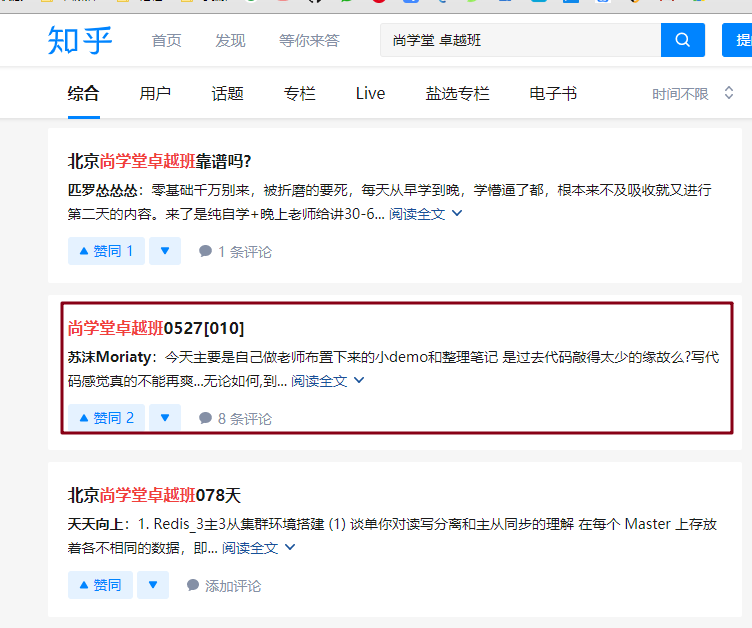 知乎 首页 发现 等你来答 尚学堂 卓越班
综合 用户 话题 专栏 Live 盐选专栏 电子书 时间不限
北京尚学堂卓越班靠谱吗?
匹罗怂怂怂：零基础千万别来，被折磨的要死，每天从早学到晚，学懵逼了都，根本来不及吸收就又进行
第二天的内容。来了是纯自学+晚上老师给讲30-6... 阅读全文
赞同 1 1 条评论
尚学堂卓越班0527[010]
苏沫Moriaty：今天主要是自己做老师布置下来的小demo和整理笔记 是过去代码敲得太少的缘故么?写代
码感觉真的不能再爽...无论如何,到... 阅读全文
赞同 2 8 条评论
北京尚学堂卓越班078天
天天向上：1. Redis_3主3从集群环境搭建 (1) 谈单你对读写分离和主从同步的理解 在每个 Master 上存放
着各不相同的数据，即... 阅读全文
赞同 添加评论